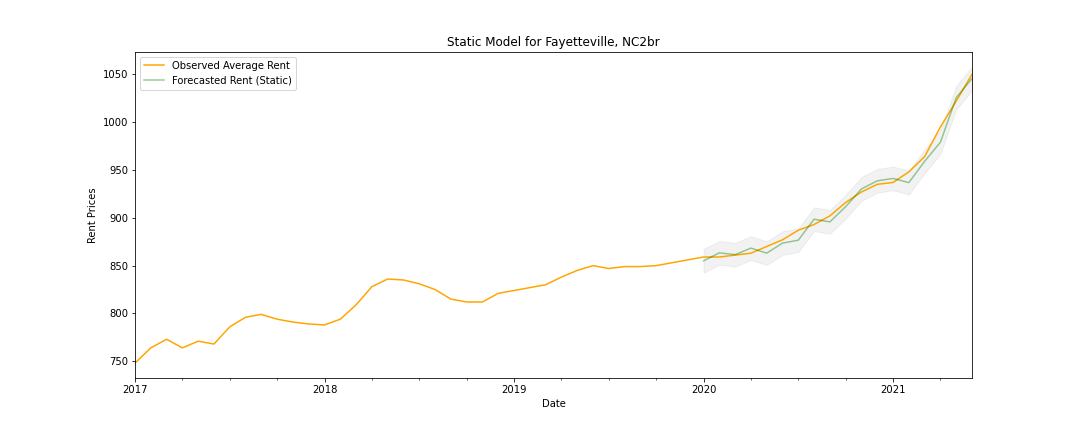 Static Model for Fayetteville, NC2br
Observed Average Rent
Forecasted Rent (Static)
Rent Prices
1050
1000
950
900
850
800
750
2017
2018
2019
2020
2021
Date